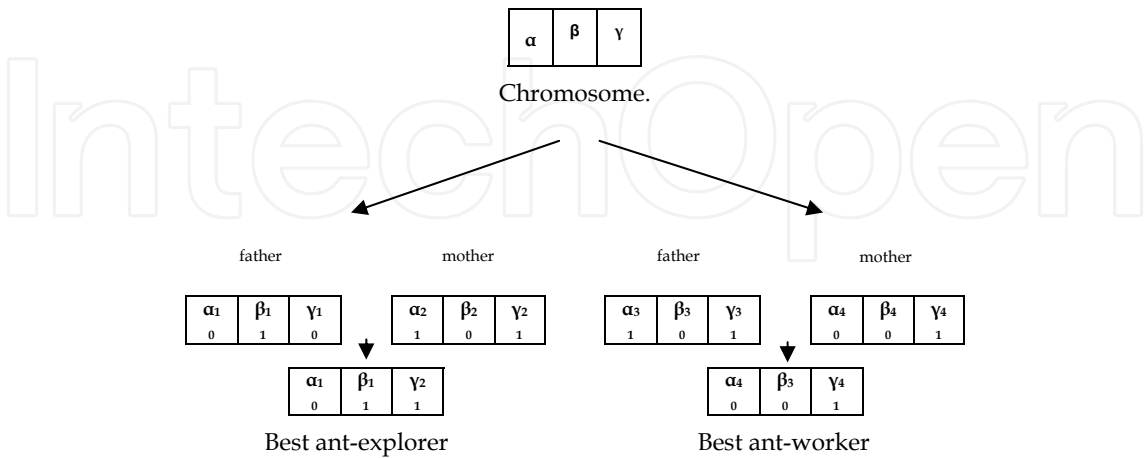 α β γ
Chromosome.
IntechOpen
father mother father mother
α1 β1 γ1 α2 β2 γ2 α3 β3 γ3 α4 β4 γ4
0 1 0 1 0 1 1 0 1 0 0 1
α1 β1 γ2 α4 β3 γ4
0 1 1 0 0 1
Best ant-explorer Best ant-worker